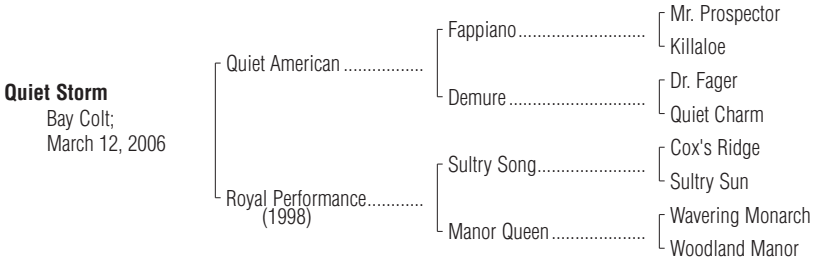 Quiet Storm
Bay Colt;
March 12, 2006
Quiet American ................
Royal Performance............
(1998)
Fappiano..........................
Demure............................
Sultry Song......................
Manor Queen ...................
Mr. Prospector
Killaloe
Dr. Fager
Quiet Charm
Cox's Ridge
Sultry Sun
Wavering Monarch
Woodland Manor